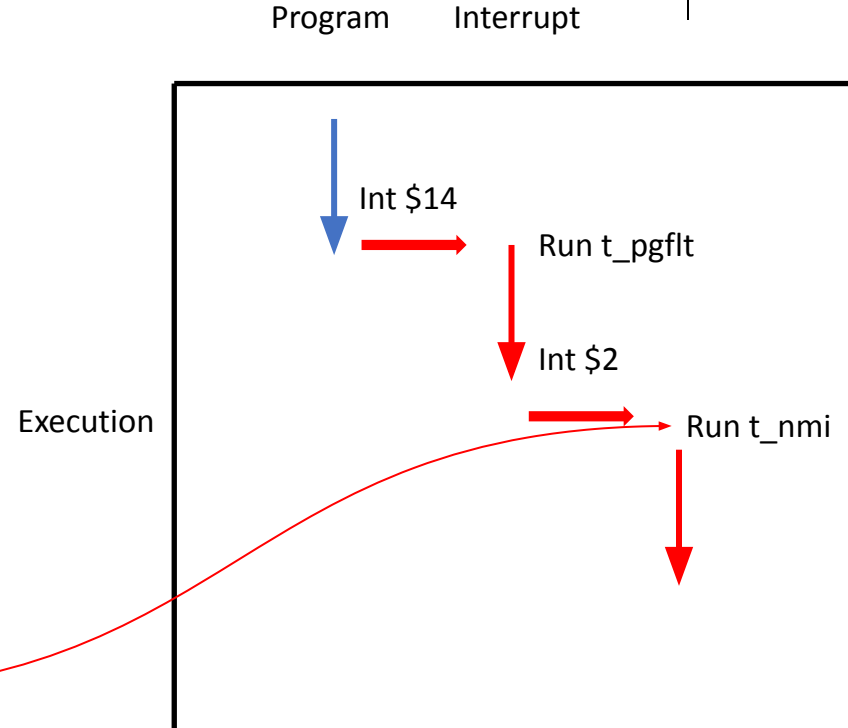 Program Interrupt
Int $14
Run t_pgflt
Int $2
Execution
Run t_nmi